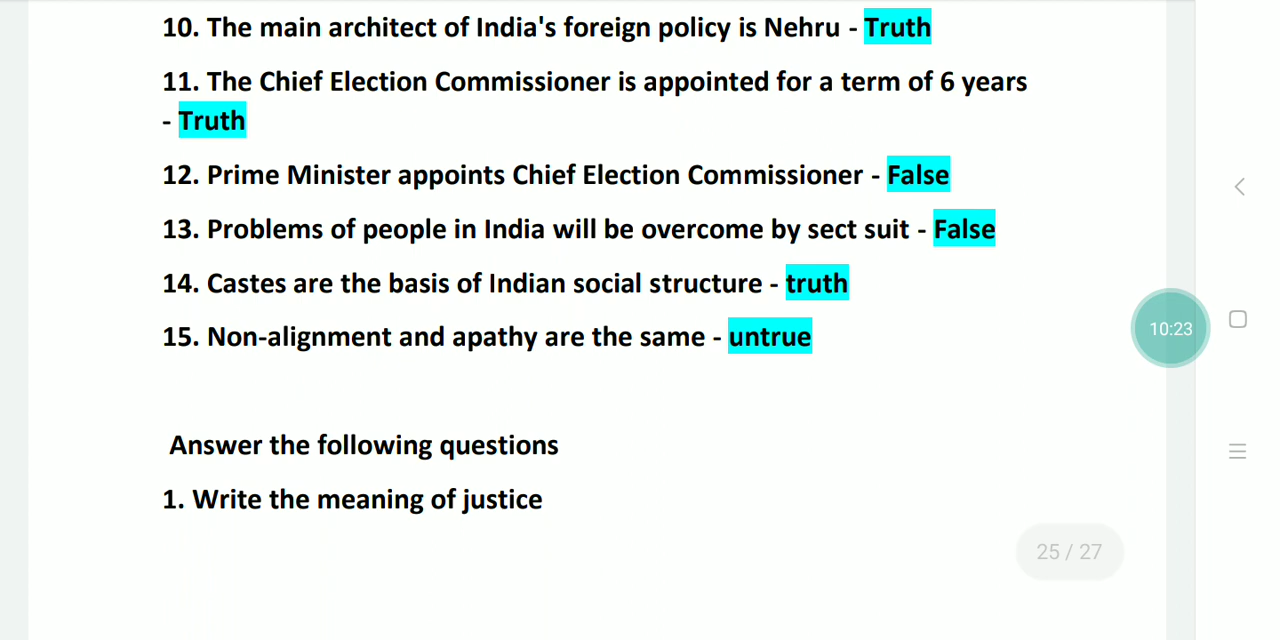 10. The main architect of India's foreign policy is Nehru - Truth
11. The Chief Election Commissioner is appointed for a term of 6 years
- Truth
12. Prime Minister appoints Chief Election Commissioner - False
13. Problems of people in India will be overcome by sect suit - False
14. Castes are the basis of Indian social structure - truth
15. Non-alignment and apathy are the same - untrue
10:23
Answer the following questions
1. Write the meaning of justice
25 / 27